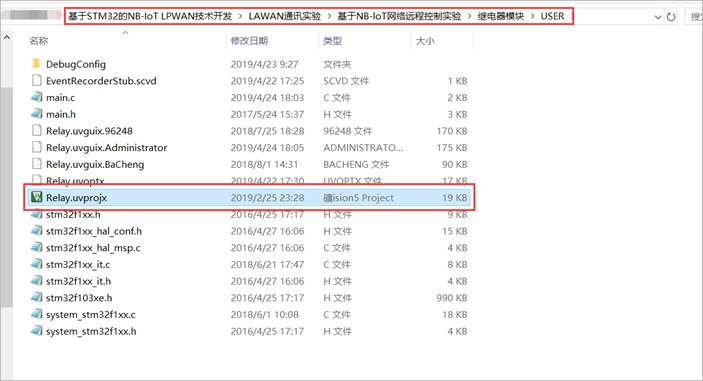 基于STM32的NB-IoT LPWAN技术开发 > LAWAN通讯实验 > 基于NB-IoT网络远程控制实验 > 继电器模块 > USER
名称 修改日期 类型 大小
DebugConfig 2019/4/23 9:27 文件夹
EventRecorderStub.scvd 2019/4/22 17:25 SCVD 文件 1 KB
main.c 2019/4/24 18:03 C 文件 2 KB
main.h 2017/5/24 15:37 H 文件 3 KB
Relay.uvguix.96248 2018/7/25 18:28 96248 文件 170 KB
Relay.uvguix.Administrator 2019/4/24 18:05 ADMINISTRATO... 175 KB
Relay.uvguix.BaCheng 2018/8/1 14:31 BACHENG 文件 90 KB
Relay.uvoptx 2019/4/22 17:30 UVOPTX 文件 17 KB
Relay.uvprojx 2019/2/25 23:28 礦ision5 Project 19 KB
stm32f1xx.h 2016/4/25 17:17 H 文件 9 KB
stm32f1xx_hal_conf.h 2016/4/27 16:06 H 文件 15 KB
stm32f1xx_hal_msp.c 2016/4/27 16:06 C 文件 4 KB
stm32f1xx_it.c 2018/6/21 17:47 C 文件 8 KB
stm32f1xx_it.h 2016/4/27 16:06 H 文件 4 KB
stm32f103xe.h 2016/4/25 17:17 H 文件 990 KB
system_stm32f1xx.c 2018/6/1 10:08 C 文件 18 KB
system_stm32f1xx.h 2016/4/25 17:17 H 文件 4 KB